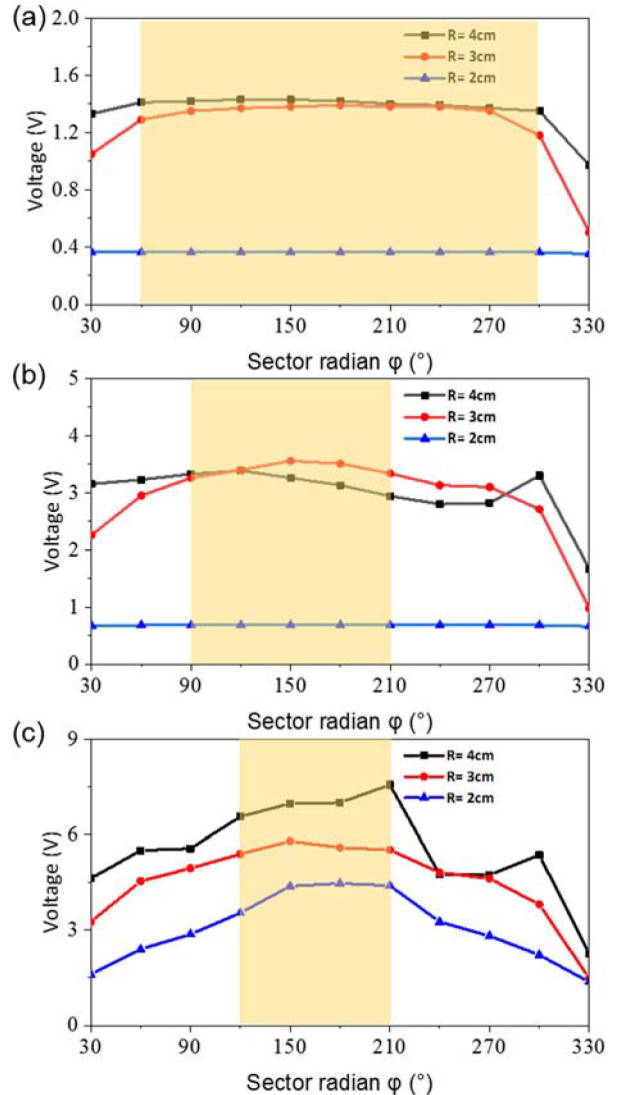 (a)
2.0
1.6
1.2
0.8
0.4
0.0
Voltage (V)
R= 4cm
R= 3cm
R= 2cm
30 90 150 210 270 330
Sector radian φ (°)
(b)
5
4
3
2
1
0
Voltage (V)
R= 4cm
R= 3cm
R= 2cm
30 90 150 210 270 330
Sector radian φ (°)
(c)
9
6
3
0
Voltage (V)
R= 4cm
R= 3cm
R= 2cm
30 90 150 210 270 330
Sector radian φ (°)